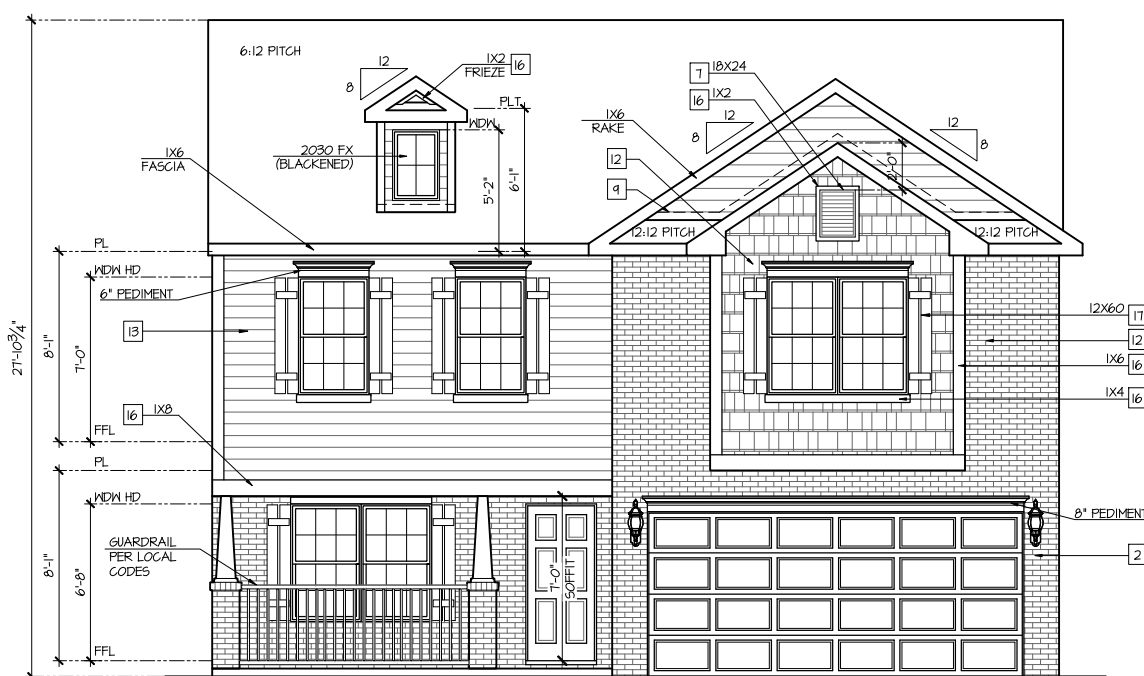 6:12 PITCH
12
8
1X2
FRIEZE
16
7
18X24
16
1X2
PLT
WDW
1X6
RAKE
12
8
12
8
2030 FX
(BLACKENED)
1X6
FASCIA
12
9
5'-2"
6'-1"
2'-0"
12:12 PITCH
12:12 PITCH
PL
WDW HD
6" PEDIMENT
13
12X60
17
12
1X6
16
1X4
16
27'-10 3/4"
8'-1"
7'-0"
16
1X8
FFL
PL
WDW HD
8" PEDIMENT
GUARDRAIL
PER LOCAL
CODES
2
8'-1"
6'-8"
7'-0"
SOFFIT
FFL